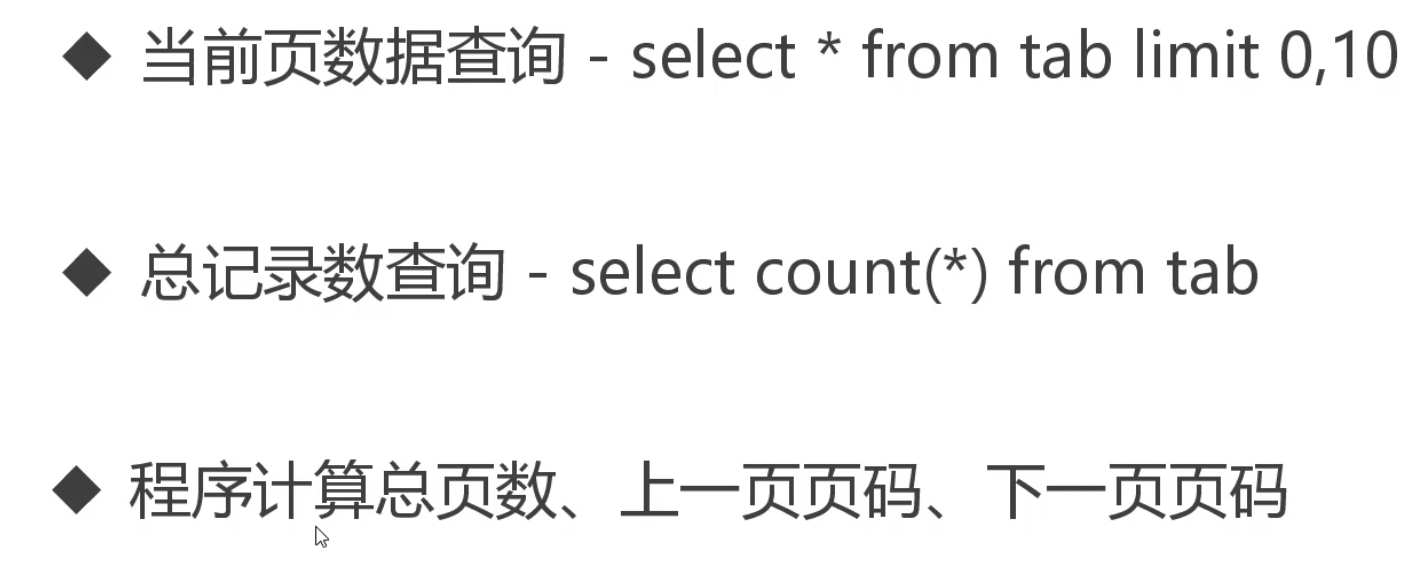 ◆ 当前页数据查询 - select * from tab limit 0,10
◆ 总记录数查询 - select count(*) from tab
◆ 程序计算总页数、上一页页码、下一页页码